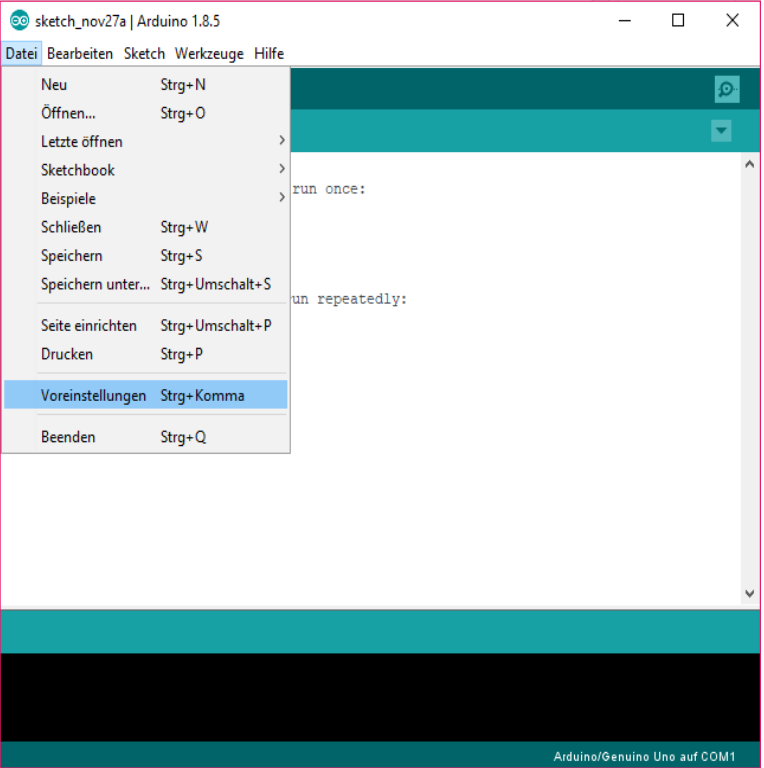 sketch_nov27a | Arduino 1.8.5
Datei Bearbeiten Sketch Werkzeuge Hilfe
Neu Strg+N
Öffnen... Strg+O
Letzte öffnen
Sketchbook
Beispiele
run once:
Schließen Strg+W
Speichern Strg+S
Speichern unter... Strg+Umschalt+S
un repeatedly:
Seite einrichten Strg+Umschalt+P
Drucken Strg+P
Voreinstellungen Strg+Komma
Beenden Strg+Q
Arduino/Genuino Uno auf COM1